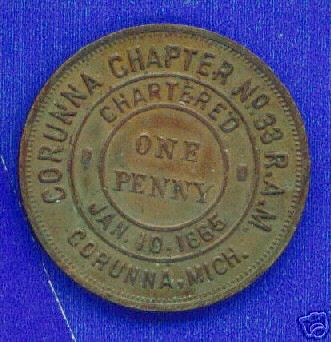 CORUNNA CHAPTER NO. 33 R.A.M.
CHARTERED
ONE
PENNY
JAN. 10. 1865
CORUNNA, MICH.